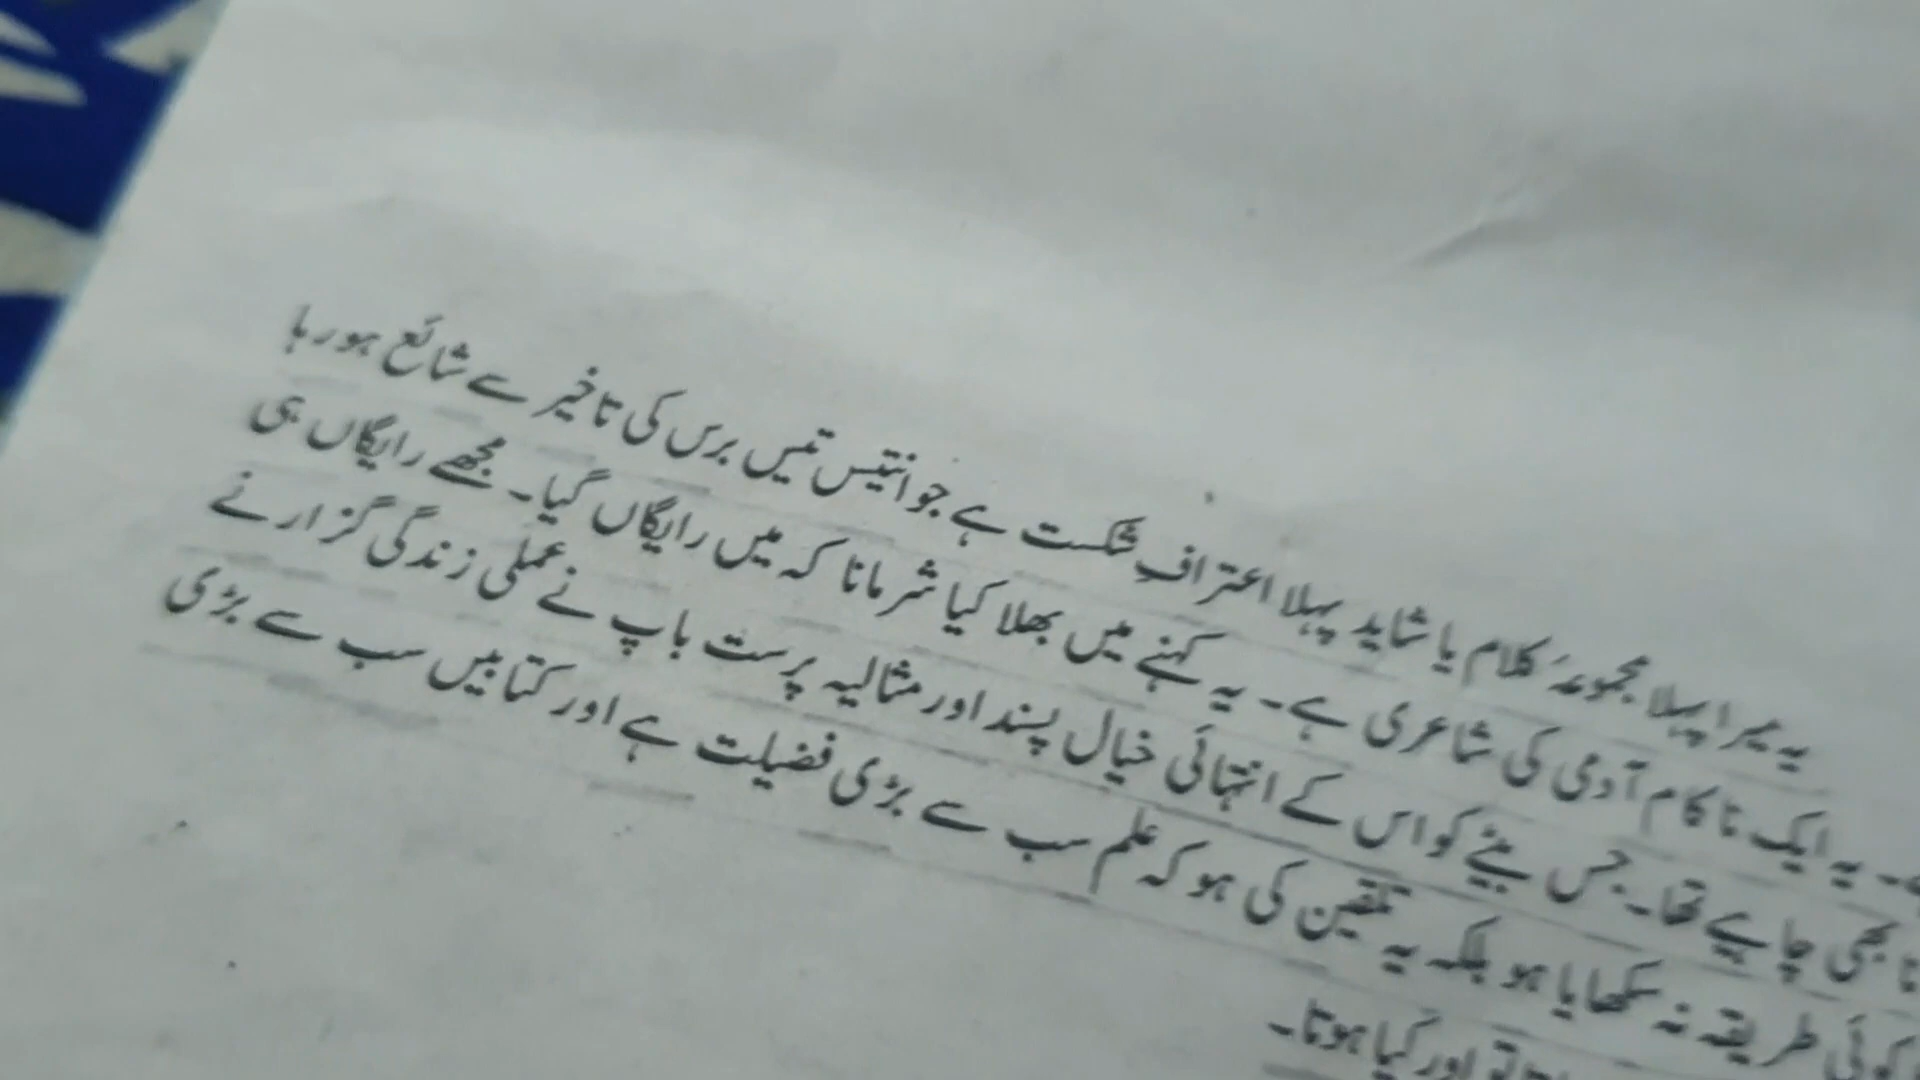 یہ میرا پہلا مجموعۂ کلام یا شاید پہلا اعترافِ شکست ہے جو انتیس تیس برس کی تاخیر سے شائع ہو رہا
ہے۔ یہ ایک ناکام آدمی کی شاعری ہے۔ یہ کہنے میں بھلا کیا شرمانا کہ میں رایگاں گیا۔ مجھے رایگاں ہی
جانا بھی چاہیے تھا۔ جس بیٹے کو اس کے انتہائی خیال پسند اور مثالیہ پرست باپ نے عملی زندگی گزارنے
کوئی طریقہ نہ سکھایا ہو بلکہ یہ تلقین کی ہو کہ علم سب سے بڑی فضیلت ہے اور کتابیں سب سے بڑی
تو اور کیا ہوتا۔